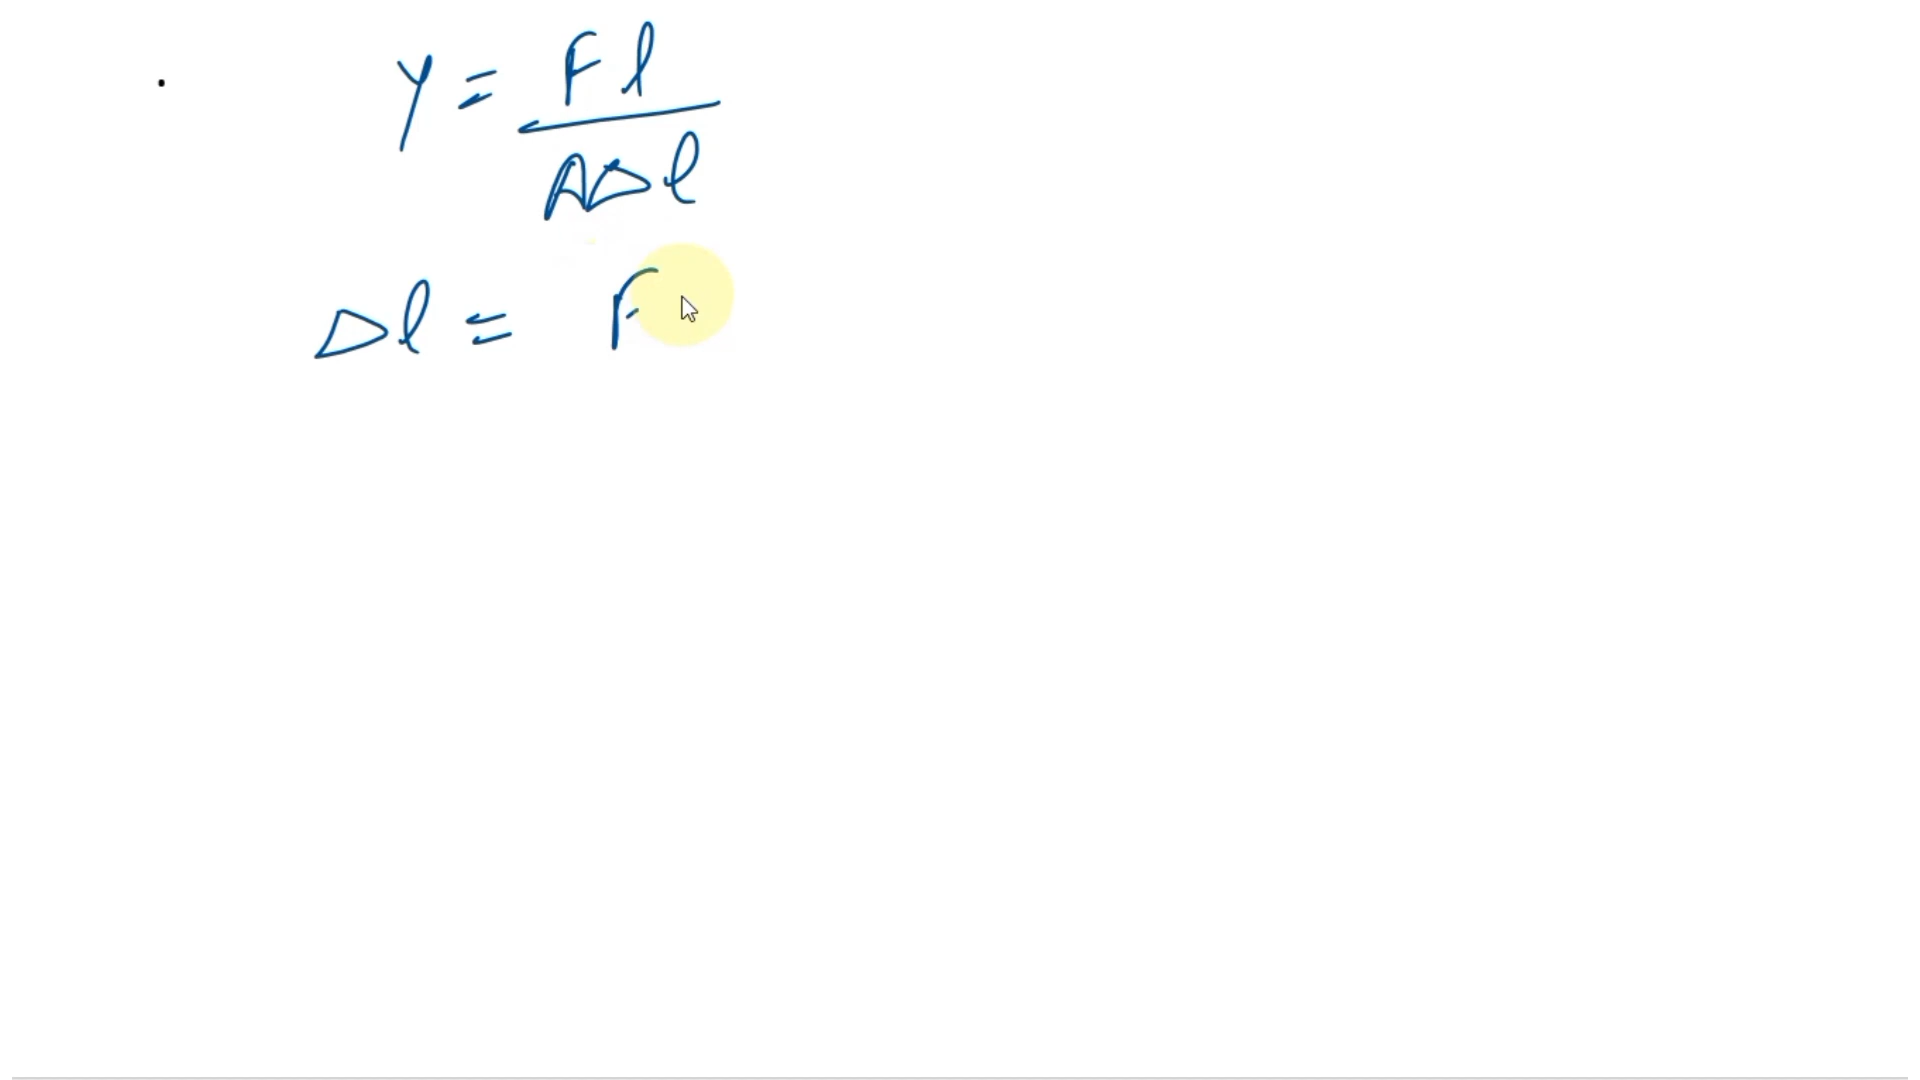 Y = Fl / AΔl
Δl = F